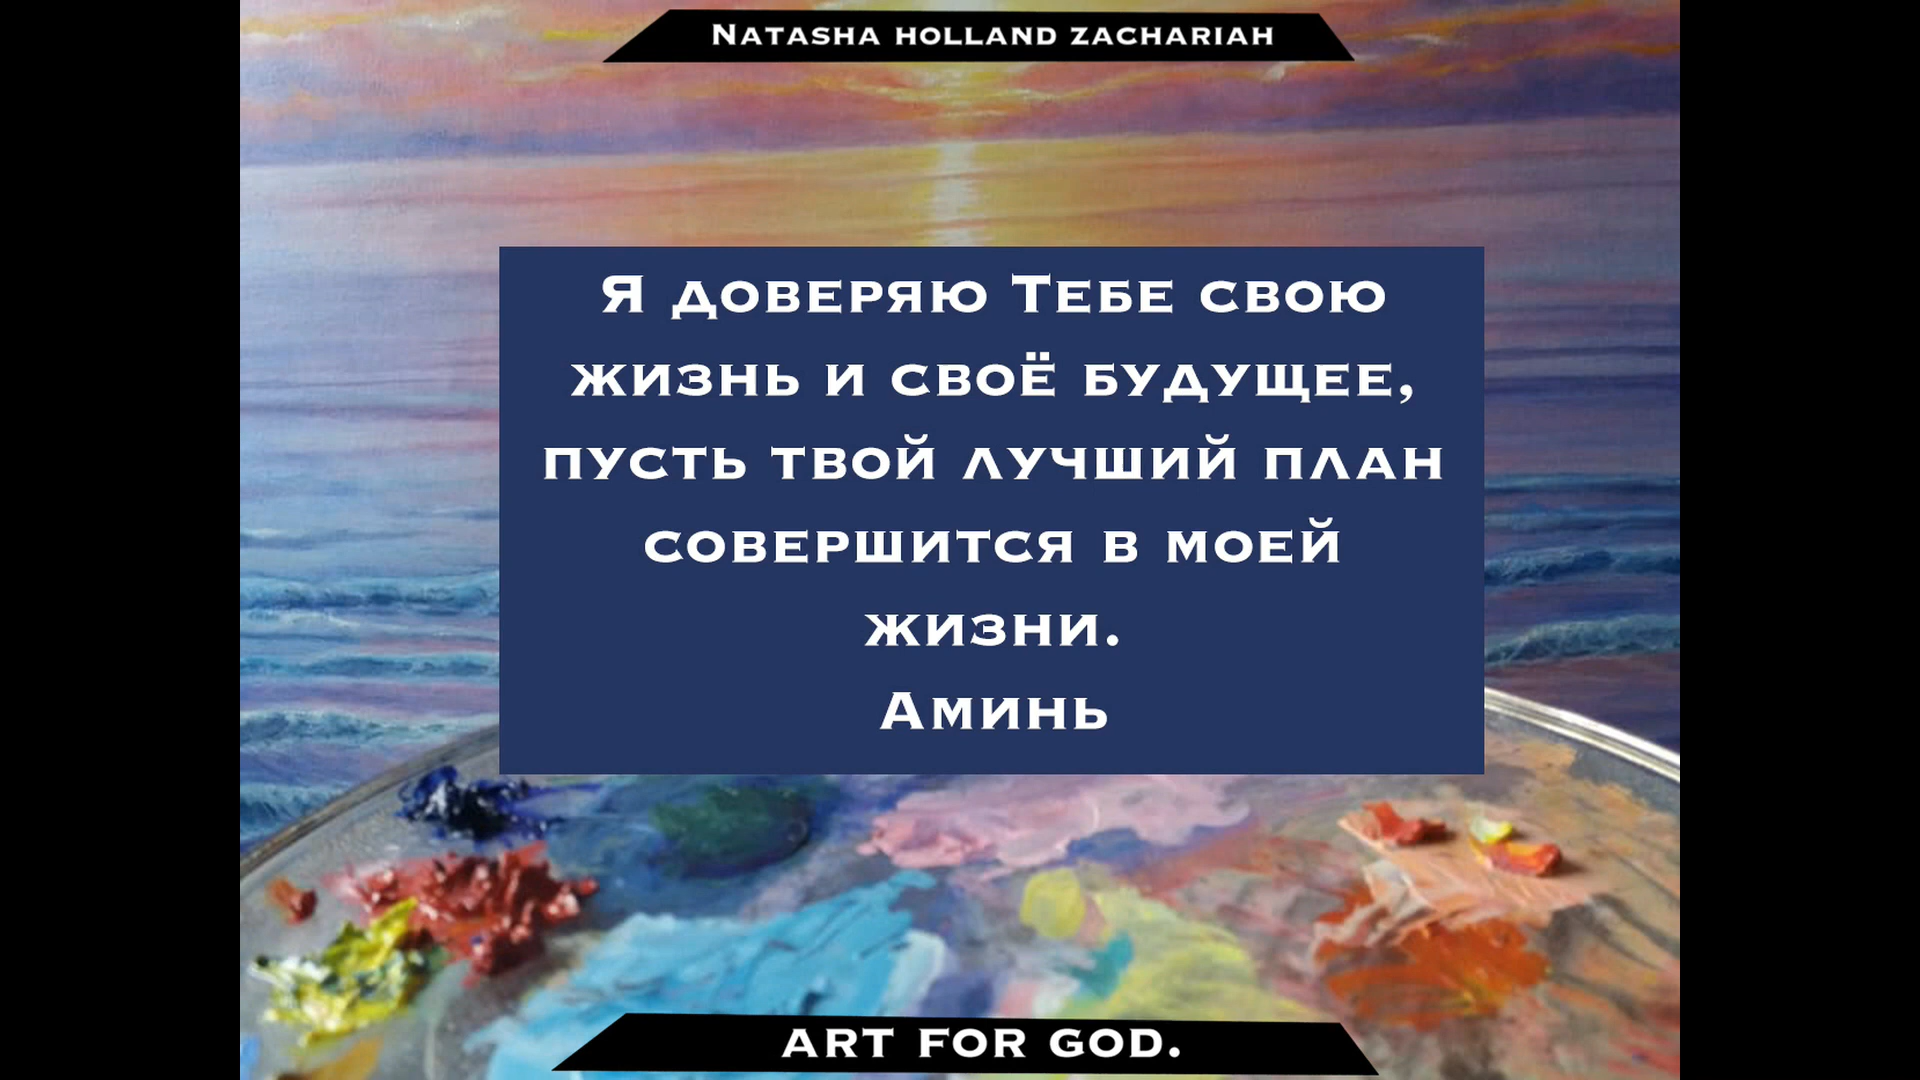 Natasha holland zachariah
Я доверяю Тебе свою
жизнь и своё будущее,
пусть твой лучший план
совершится в моей
жизни.
Аминь
ART FOR GOD.